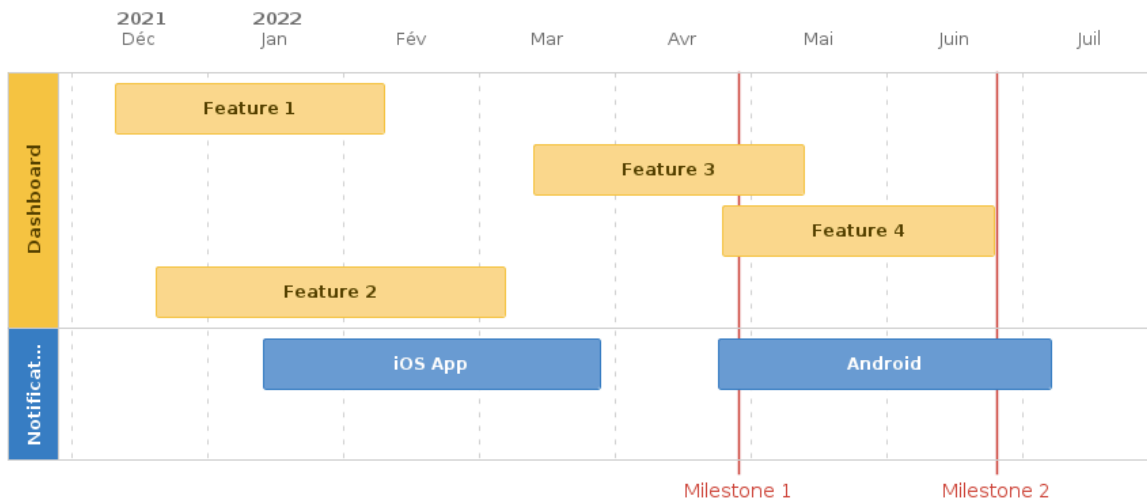 2021 2022
Déc Jan Fév Mar Avr Mai Juin Juil
Dashboard
Feature 1
Feature 3
Feature 4
Feature 2
Notificat...
iOS App Android
Milestone 1 Milestone 2